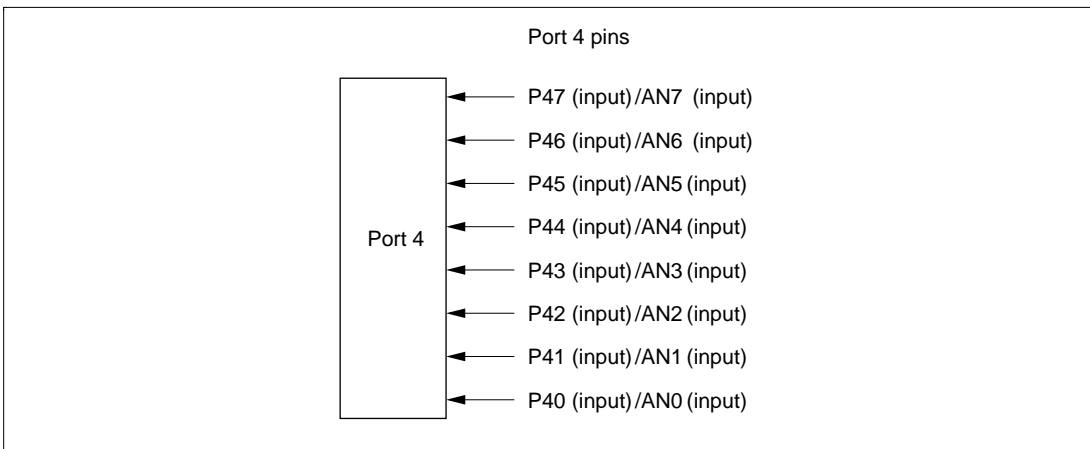 Port 4 pins
P47 (input)/AN7 (input)
P46 (input)/AN6 (input)
P45 (input)/AN5 (input)
P44 (input)/AN4 (input)
Port 4
P43 (input)/AN3 (input)
P42 (input)/AN2 (input)
P41 (input)/AN1 (input)
P40 (input)/AN0 (input)